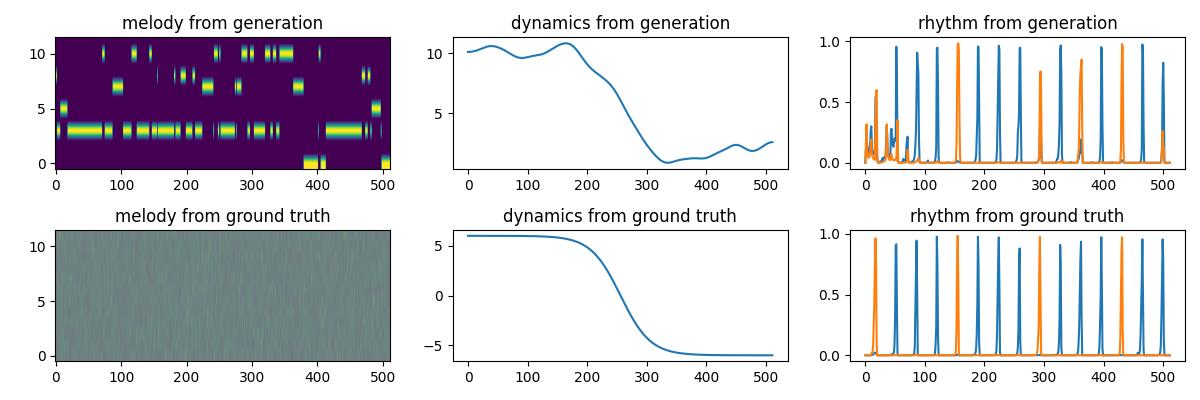 melody from generation
dynamics from generation
rhythm from generation
10
5
0
0 100 200 300 400 500
10
5
0 100 200 300 400 500
1.0
0.5
0.0
0 100 200 300 400 500
melody from ground truth
dynamics from ground truth
rhythm from ground truth
10
5
0
0 100 200 300 400 500
5
0
−5
0 100 200 300 400 500
1.0
0.5
0.0
0 100 200 300 400 500